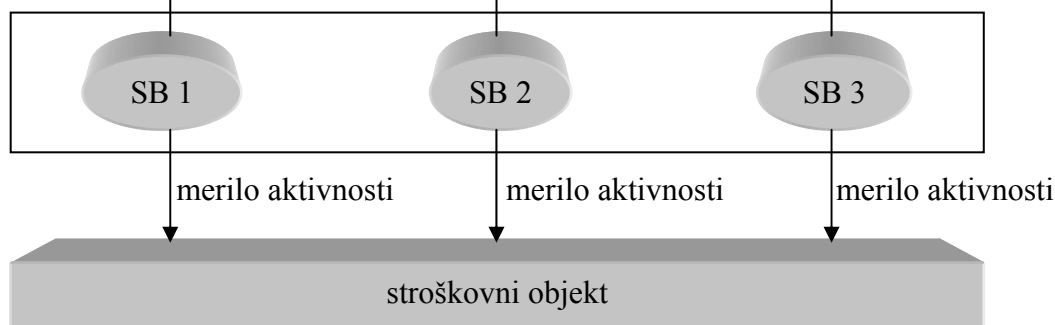 SB 1 SB 2 SB 3
merilo aktivnosti merilo aktivnosti merilo aktivnosti
stroškovni objekt